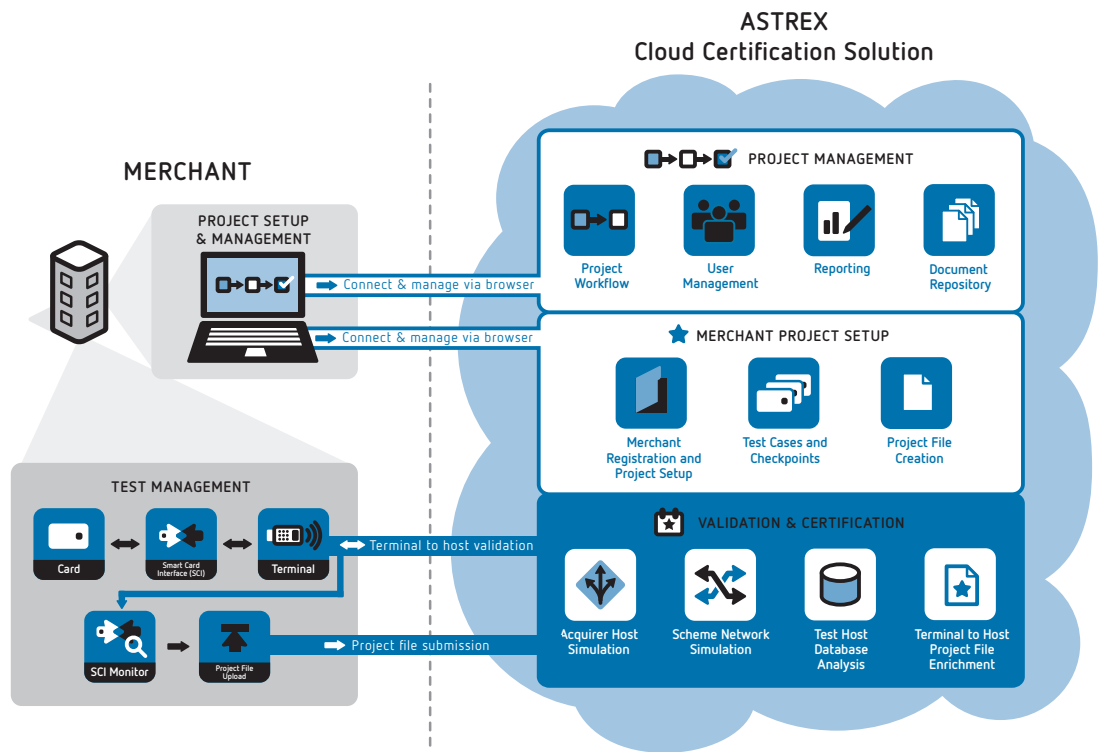 ASTREX
Cloud Certification Solution
MERCHANT
PROJECT SETUP
& MANAGEMENT
Connect & manage via browser
Connect & manage via browser
PROJECT MANAGEMENT
Project
Workflow
User
Management
Reporting
Document
Repository
MERCHANT PROJECT SETUP
Merchant
Registration and
Project Setup
Test Cases and
Checkpoints
Project File
Creation
TEST MANAGEMENT
Card
Smart Card
Interface (SCI)
Terminal
Terminal to host validation
SCI Monitor
Project File
Upload
Project file submission
VALIDATION & CERTIFICATION
Acquirer Host
Simulation
Scheme Network
Simulation
Test Host
Database
Analysis
Terminal to Host
Project File
Enrichment